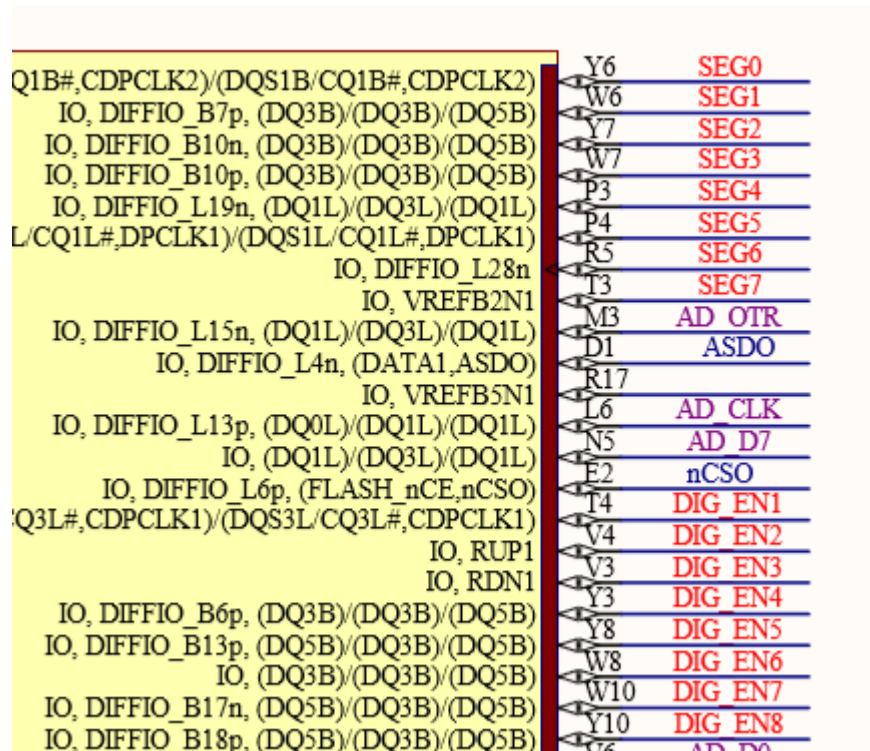 Q1B#,CDPCLK2)/(DQS1B/CQ1B#,CDPCLK2) Y6 SEG0
IO, DIFFIO_B7p, (DQ3B)/(DQ3B)/(DQ5B) W6 SEG1
IO, DIFFIO_B10n, (DQ3B)/(DQ3B)/(DQ5B) Y7 SEG2
IO, DIFFIO_B10p, (DQ3B)/(DQ3B)/(DQ5B) W7 SEG3
IO, DIFFIO_L19n, (DQ1L)/(DQ3L)/(DQ1L) P3 SEG4
L/CQ1L#,DPCLK1)/(DQS1L/CQ1L#,DPCLK1) P4 SEG5
IO, DIFFIO_L28n R5 SEG6
IO, VREFB2N1 T3 SEG7
IO, DIFFIO_L15n, (DQ1L)/(DQ3L)/(DQ1L) M3 AD_OTR
IO, DIFFIO_L4n, (DATA1,ASDO) D1 ASDO
IO, VREFB5N1 R17
IO, DIFFIO_L13p, (DQ0L)/(DQ1L)/(DQ1L) L6 AD_CLK
IO, (DQ1L)/(DQ3L)/(DQ1L) N5 AD_D7
IO, DIFFIO_L6p, (FLASH_nCE,nCSO) E2 nCSO
Q3L#,CDPCLK1)/(DQS3L/CQ3L#,CDPCLK1) T4 DIG_EN1
IO, RUP1 V4 DIG_EN2
IO, RDN1 V3 DIG_EN3
IO, DIFFIO_B6p, (DQ3B)/(DQ3B)/(DQ5B) Y3 DIG_EN4
IO, DIFFIO_B13p, (DQ5B)/(DQ3B)/(DQ5B) Y8 DIG_EN5
IO, (DQ3B)/(DQ3B)/(DQ5B) W8 DIG_EN6
IO, DIFFIO_B17n, (DQ5B)/(DQ3B)/(DQ5B) W10 DIG_EN7
IO, DIFFIO_B18p, (DQ5B)/(DQ3B)/(DQ5B) Y10 DIG_EN8
AD_D0